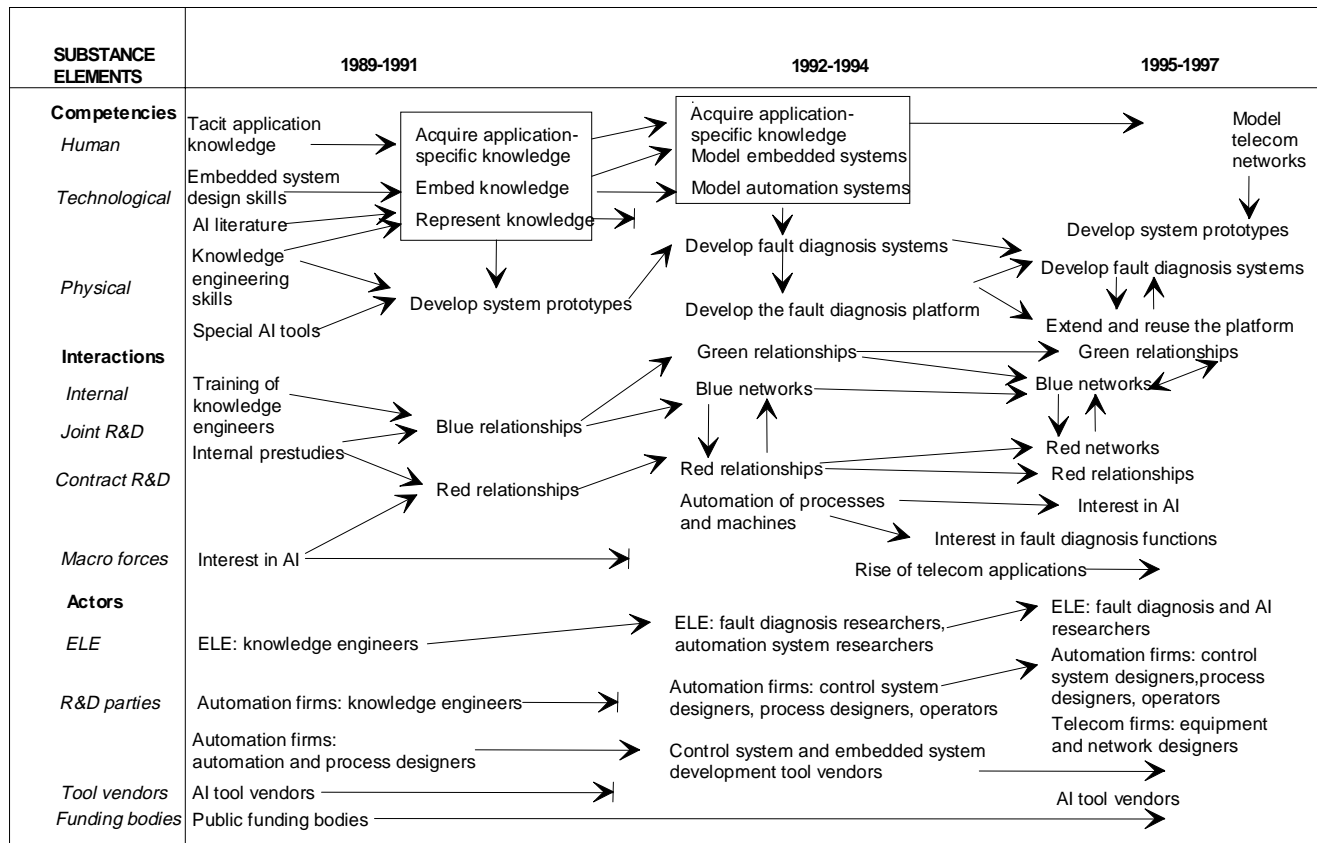 SUBSTANCE
ELEMENTS
1989-1991
1992-1994
1995-1997
Competencies
Human
Technological
Physical
Interactions
Internal
Joint R&D
Contract R&D
Macro forces
Actors
ELE
R&D parties
Tool vendors
Funding bodies
Tacit application
knowledge
Embedded system
design skills
AI literature
Knowledge
engineering
skills
Special AI tools
Acquire application-
specific knowledge
Embed knowledge
Represent knowledge
Develop system prototypes
Training of
knowledge
engineers
Internal prestudies
Blue relationships
Red relationships
Interest in AI
ELE: knowledge engineers
Automation firms: knowledge engineers
Automation firms:
automation and process designers
AI tool vendors
Public funding bodies
Acquire application-
specific knowledge
Model embedded systems
Model automation systems
Develop fault diagnosis systems
Develop the fault diagnosis platform
Green relationships
Blue networks
Red relationships
Automation of processes
and machines
Interest in fault diagnosis functions
Rise of telecom applications
ELE: fault diagnosis researchers,
automation system researchers
Automation firms: control system
designers, process designers, operators
Control system and embedded system
development tool vendors
Model
telecom
networks
Develop system prototypes
Develop fault diagnosis systems
Extend and reuse the platform
Green relationships
Blue networks
Red networks
Red relationships
Interest in AI
ELE: fault diagnosis and AI
researchers
Automation firms: control
system designers,process
designers, operators
Telecom firms: equipment
and network designers
AI tool vendors